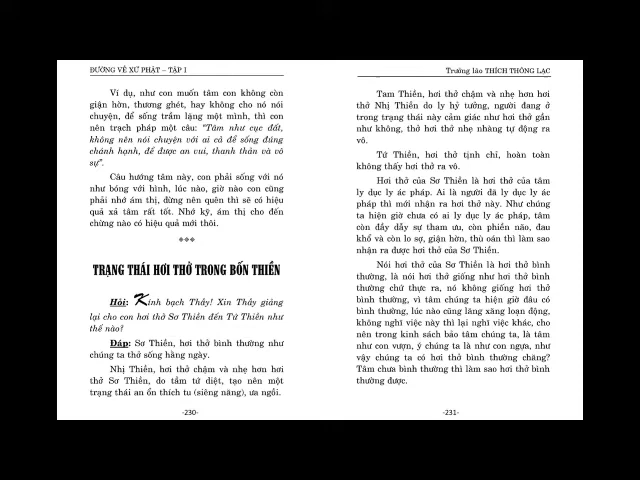 ĐƯỜNG VỀ XỨ PHẬT – TẬP I
Ví dụ, như con muốn tâm con không còn
giận hờn, thương ghét, hay không cho nó nói
chuyện, để sống trầm lặng một mình, thì con
nên trạch pháp một câu: "Tâm như cục đất,
không nên nói chuyện với ai cả để sống đúng
chánh hạnh, để được an vui, thanh thản và vô
sự".
Câu hướng tâm này, con phải sống với nó
như bóng với hình, lúc nào, giờ nào con cũng
phải nhớ ám thị, đừng nên quên thì sẽ có hiệu
quả xả tâm rất tốt. Nhớ kỹ, ám thị cho đến
chừng nào có hiệu quả mới thôi.
***
TRẠNG THÁI HƠI THỞ TRONG BỐN THIỀN
Hỏi: Kính bạch Thầy! Xin Thầy giảng
lại cho con hơi thở Sơ Thiền đến Tứ Thiền như
thế nào?
Đáp: Sơ Thiền, hơi thở bình thường như
chúng ta thở sống hằng ngày.
Nhị Thiền, hơi thở chậm và nhẹ hơn hơi
thở Sơ Thiền, do tầm tứ diệt, tạo nên một
trạng thái an ổn thích tu (siêng năng), ưa ngồi.
-230-
Trưởng lão THÍCH THÔNG LẠC
Tam Thiền, hơi thở chậm và nhẹ hơn hơi
thở Nhị Thiền do ly hỷ tưởng, người đang ở
trong trạng thái này cảm giác như hơi thở gần
như không, thở hơi thở nhẹ nhàng tự động ra
vô.
Tứ Thiền, hơi thở tịnh chỉ, hoàn toàn
không thấy hơi thở ra vô.
Hơi thở của Sơ Thiền là hơi thở của tâm
ly dục ly ác pháp. Ai là người đã ly dục ly ác
pháp thì mới nhận ra hơi thở này. Như chúng
ta hiện giờ chưa có ai ly dục ly ác pháp, tâm
còn đầy dẫy sự tham ưu, còn phiền não, đau
khổ và còn lo sợ, giận hờn, thù oán thì làm sao
nhận ra được hơi thở của Sơ Thiền.
Nói hơi thở của Sơ Thiền là hơi thở bình
thường, là nói hơi thở giống như hơi thở bình
thường chứ thực ra, nó không giống hơi thở
bình thường, vì tâm chúng ta hiện giờ đâu có
bình thường, lúc nào cũng lăng xăng loạn động,
không nghĩ việc này thì lại nghĩ việc khác, cho
nên trong kinh sách bảo tâm chúng ta, là tâm
như con vượn, ý chúng ta là như con ngựa, như
vậy chúng ta có hơi thở bình thường chăng?
Tâm chưa bình thường thì làm sao hơi thở bình
thường được.
-231-